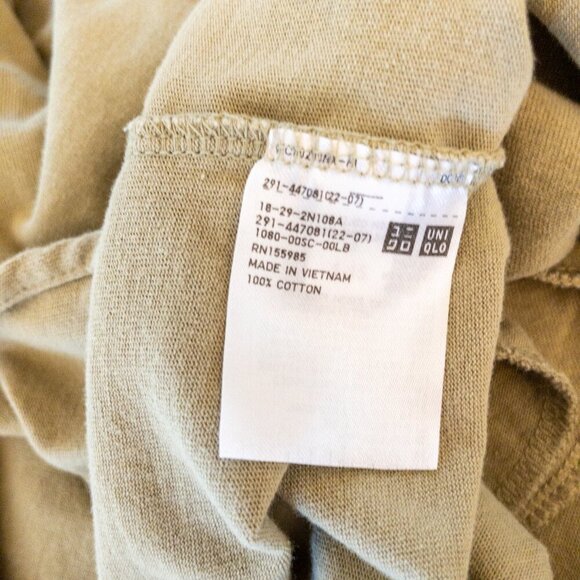 291-447081(22-07)
18-29-2N108A
291-447081(22-07)
1080-00SC-00LB
RN155985
MADE IN VIETNAM
100% COTTON
ユニ
クロ
UNI
QLO